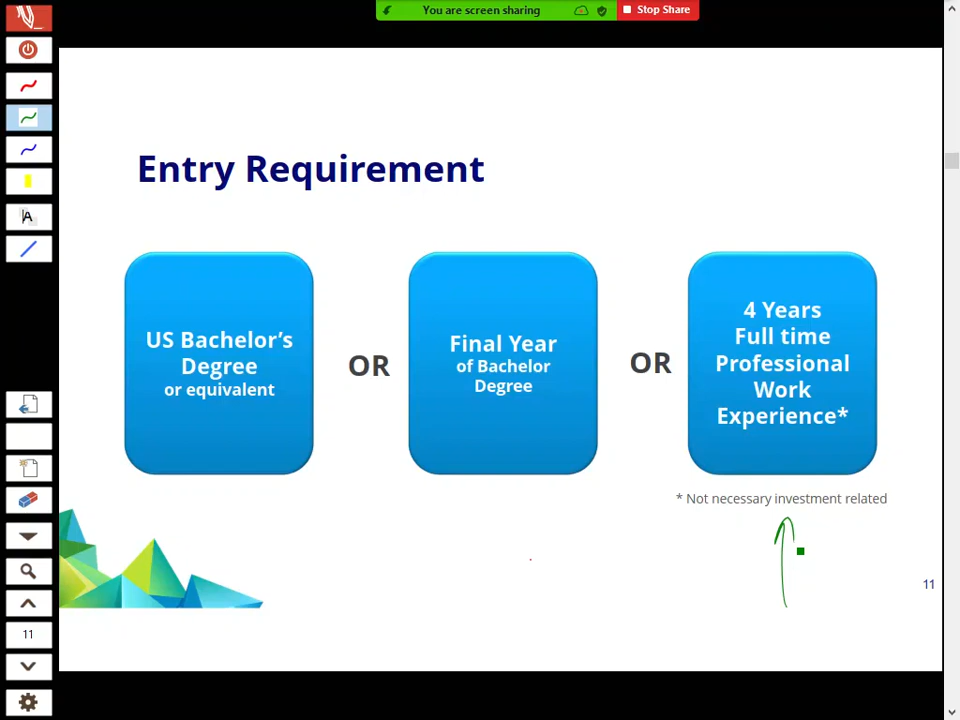 You are screen sharing
Stop Share
A
Entry Requirement
US Bachelor’s
Degree
or equivalent
OR
Final Year
of Bachelor
Degree
OR
4 Years
Full time
Professional
Work
Experience*
* Not necessary investment related
11
11